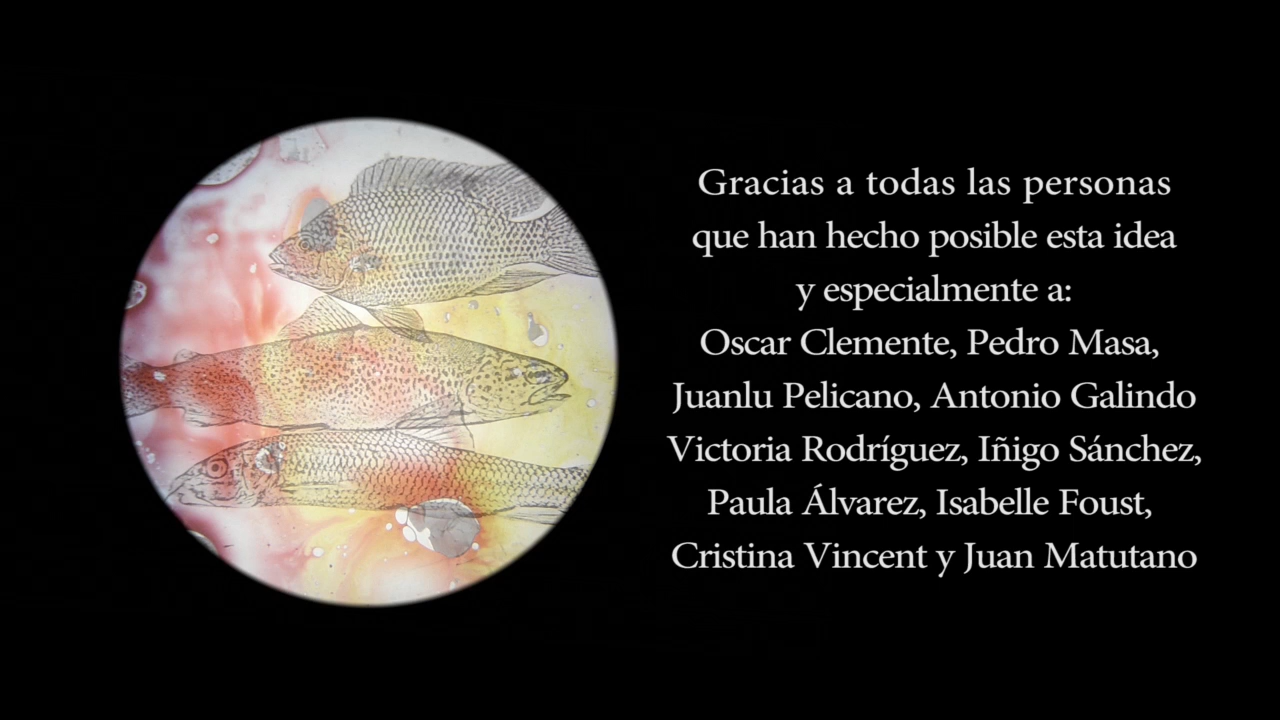 Gracias a todas las personas
que han hecho posible esta idea
y especialmente a:
Oscar Clemente, Pedro Masa,
Juanlu Pelicano, Antonio Galindo
Victoria Rodríguez, Iñigo Sánchez,
Paula Álvarez, Isabelle Foust,
Cristina Vincent y Juan Matutano